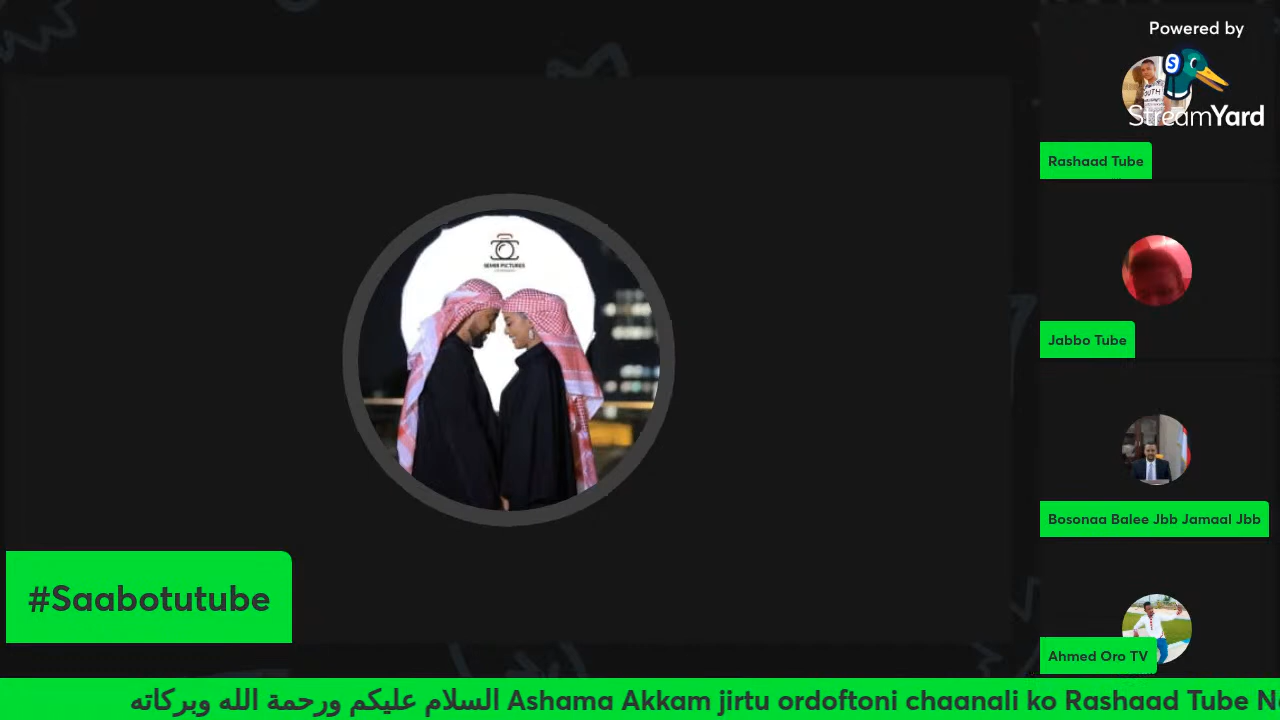 Powered by
StreamYard
Rashaad Tube
Jabbo Tube
Bosonaa Balee Jbb Jamaal Jbb
Ahmed Oro TV
#Saabotutube
السلام عليكم ورحمة الله وبركاته Ashama Akkam jirtu ordoftoni chaanali ko Rashaad Tube